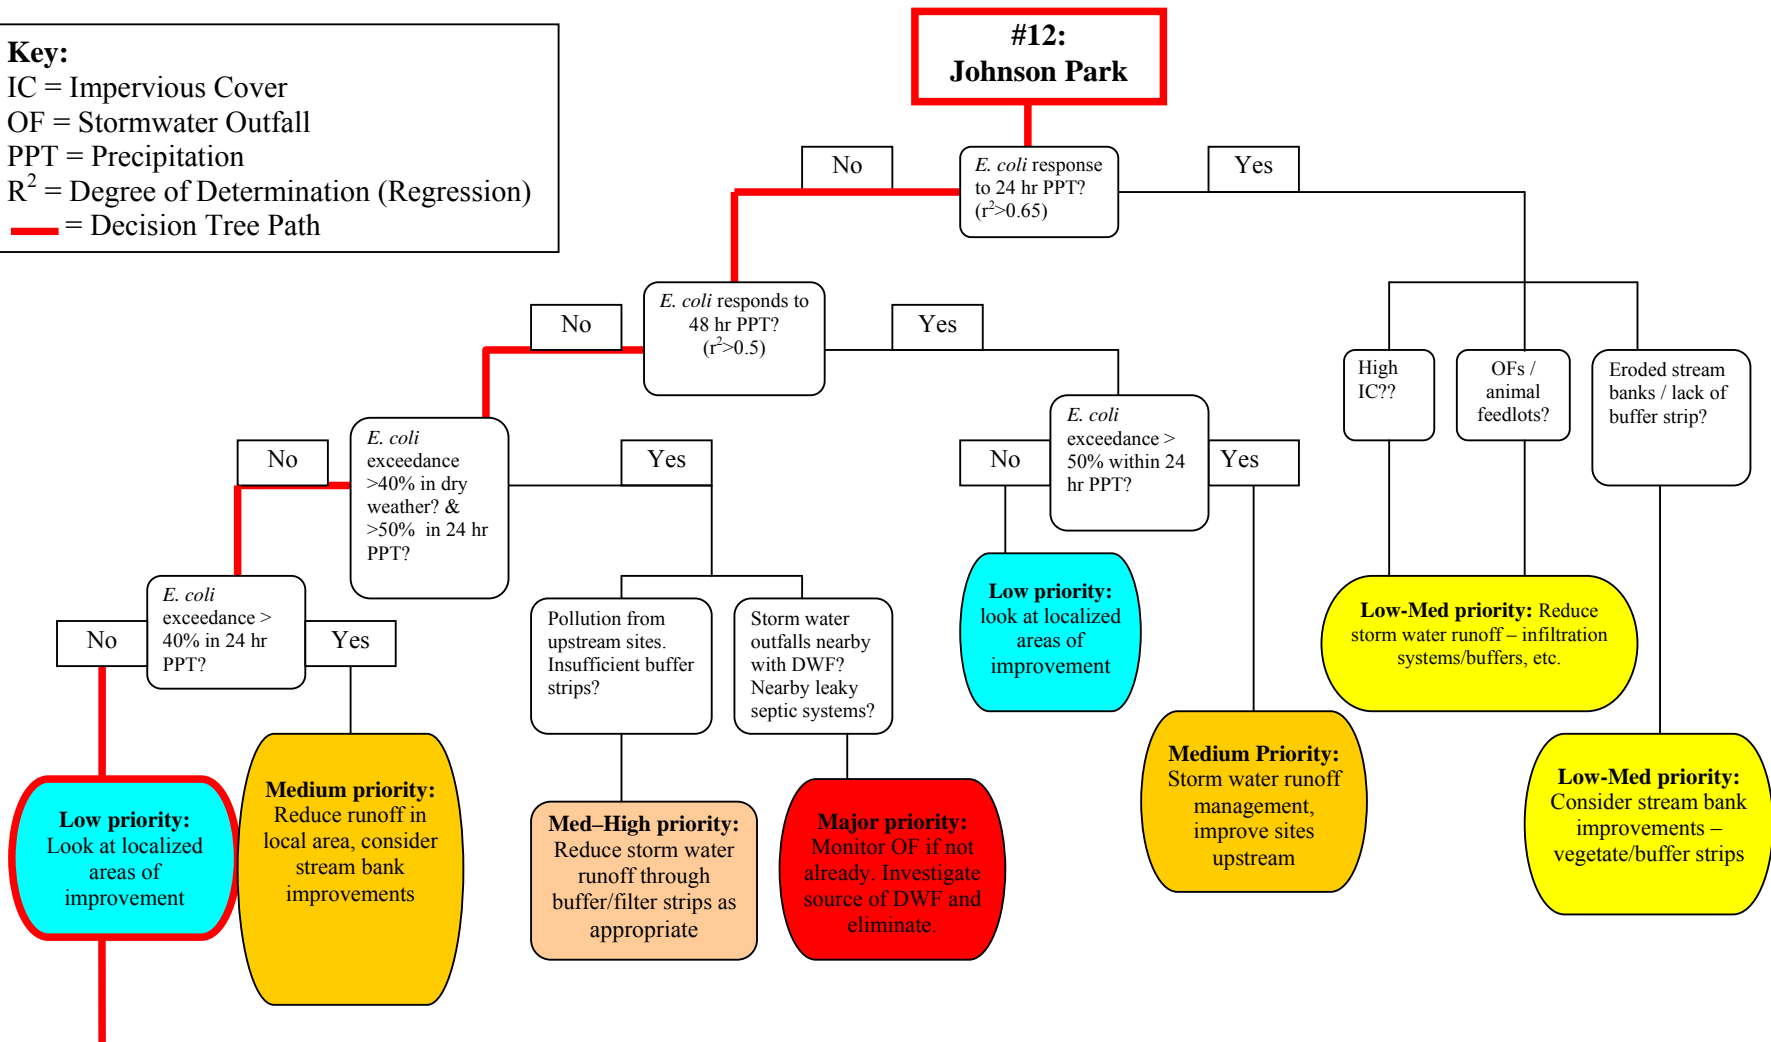 Key:
IC = Impervious Cover
OF = Stormwater Outfall
PPT = Precipitation
R² = Degree of Determination (Regression)
= Decision Tree Path
#12:
Johnson Park
No
E. coli response
to 24 hr PPT?
(r²>0.65)
Yes
No
E. coli responds to
48 hr PPT?
(r²>0.5)
Yes
High
IC??
OFs /
animal
feedlots?
Eroded stream
banks / lack of
buffer strip?
No
E. coli
exceedance
>40% in dry
weather? &
>50% in 24 hr
PPT?
Yes
No
E. coli
exceedance >
50% within 24
hr PPT?
Yes
No
E. coli
exceedance >
40% in 24 hr
PPT?
Yes
Pollution from
upstream sites.
Insufficient buffer
strips?
Storm water
outfalls nearby
with DWF?
Nearby leaky
septic systems?
Low priority:
look at localized
areas of
improvement
Low-Med priority: Reduce
storm water runoff – infiltration
systems/buffers, etc.
Low priority:
Look at localized
areas of
improvement
Medium priority:
Reduce runoff in
local area, consider
stream bank
improvements
Med–High priority:
Reduce storm water
runoff through
buffer/filter strips as
appropriate
Major priority:
Monitor OF if not
already. Investigate
source of DWF and
eliminate.
Medium Priority:
Storm water runoff
management,
improve sites
upstream
Low-Med priority:
Consider stream bank
improvements –
vegetate/buffer strips